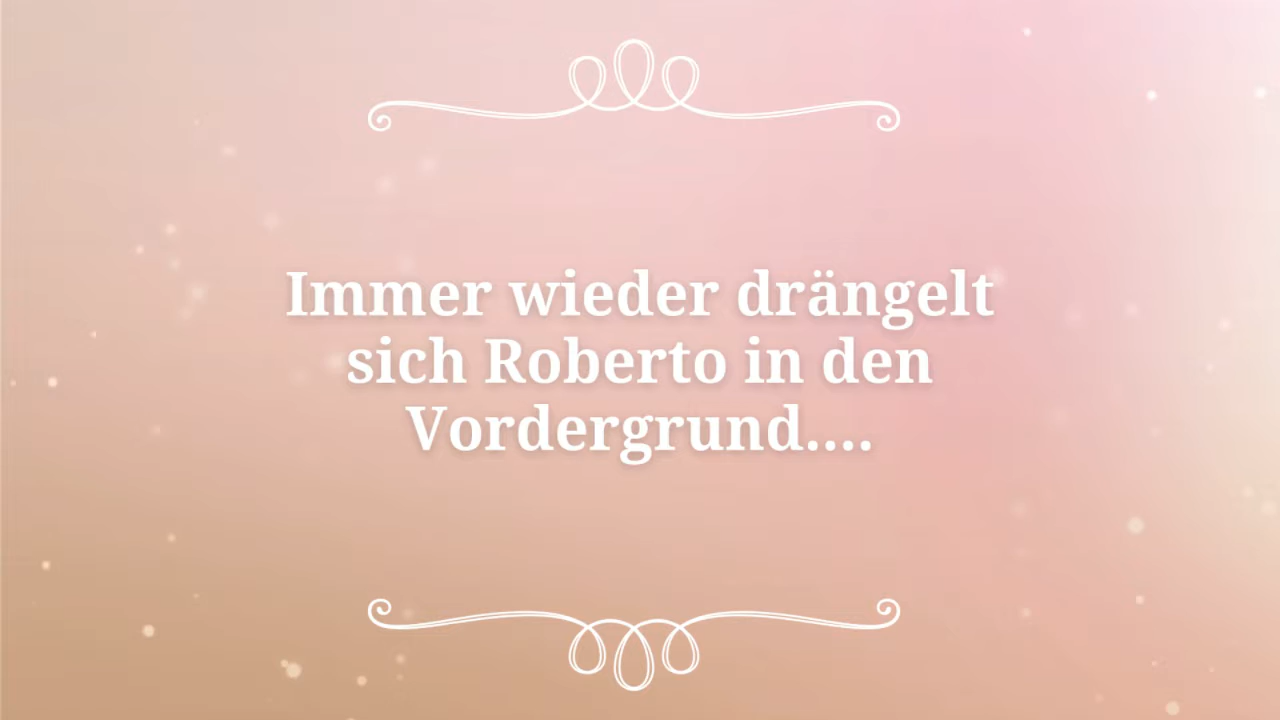 Immer wieder drängelt
sich Roberto in den
Vordergrund....